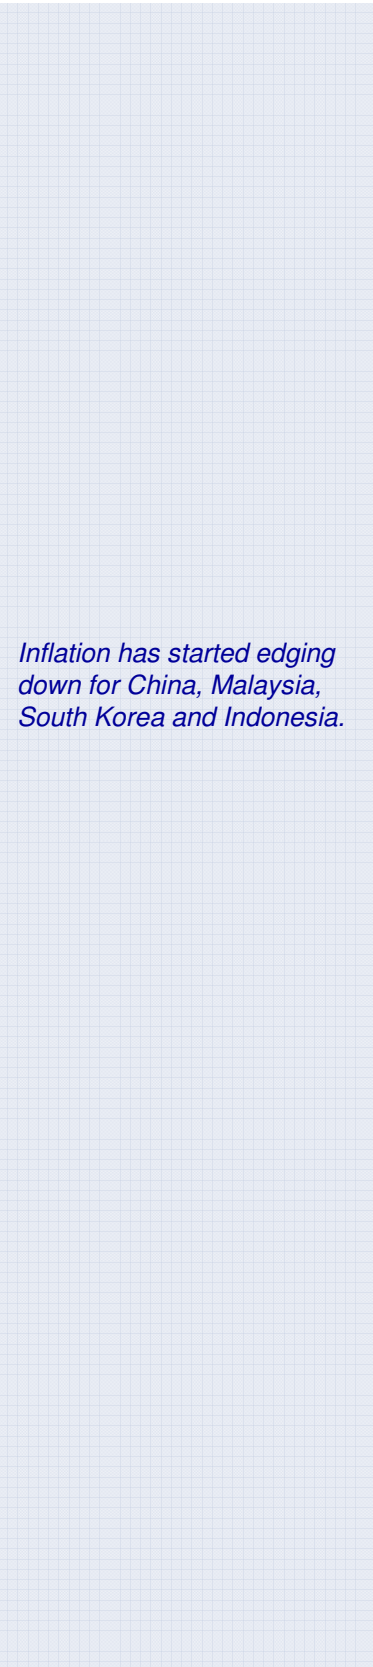 Inflation has started edging
down for China, Malaysia,
South Korea and Indonesia.